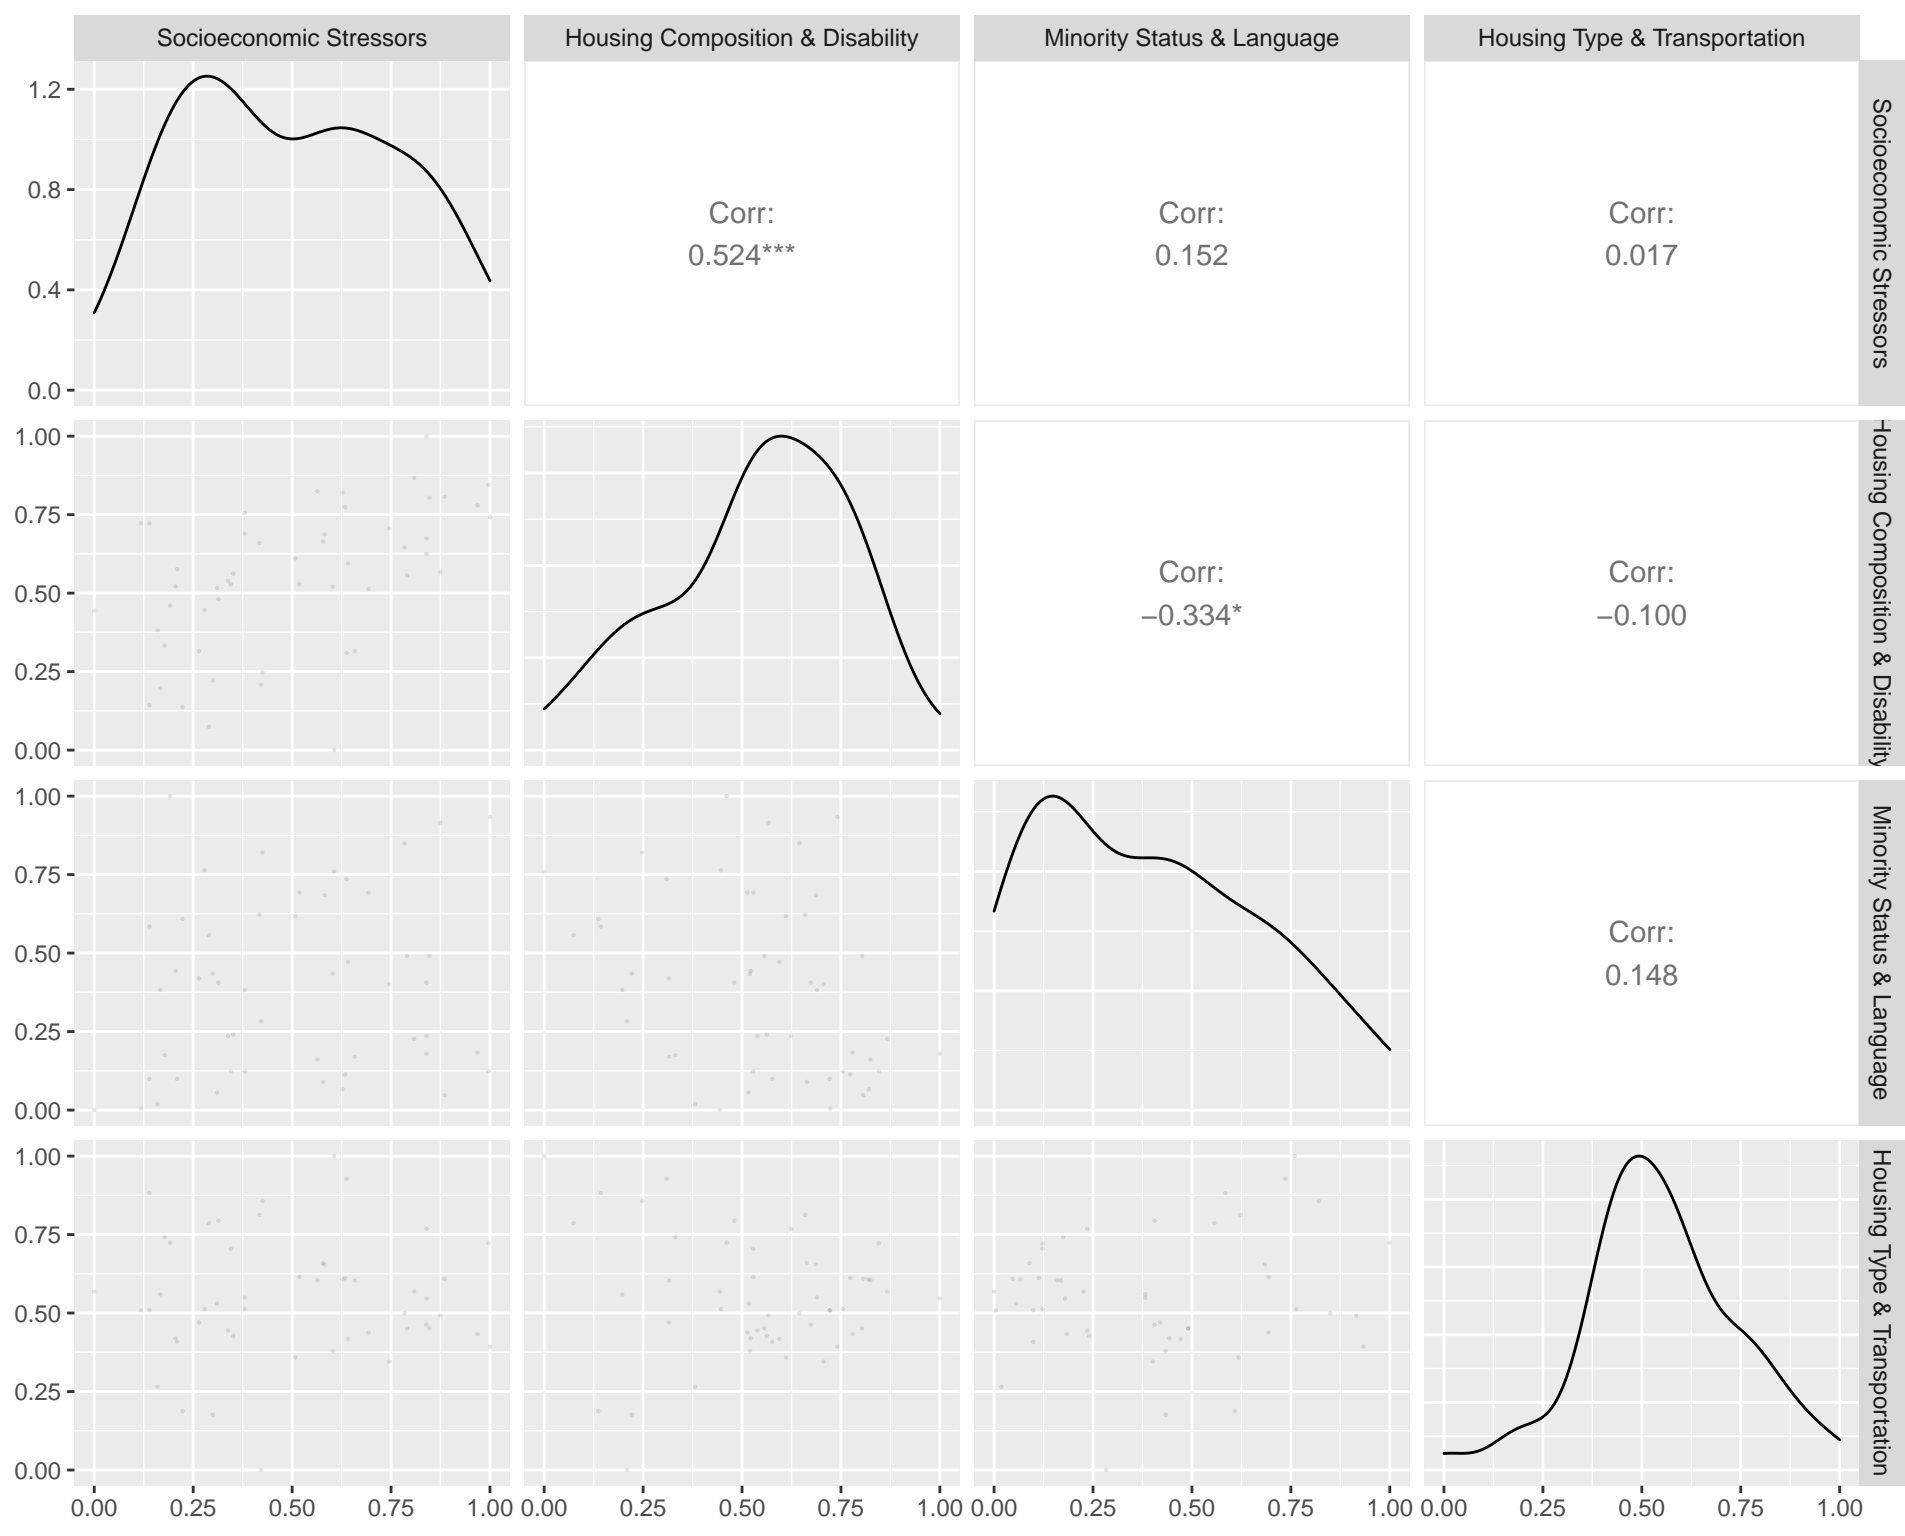 Socioeconomic Stressors
Housing Composition & Disability
Minority Status & Language
Housing Type & Transportation
1.2
0.8
0.4
0.0
Corr:
0.524***
Corr:
0.152
Corr:
0.017
Socioeconomic Stressors
1.00
0.75
0.50
0.25
0.00
Corr:
−0.334*
Corr:
−0.100
Housing Composition & Disability
1.00
0.75
0.50
0.25
0.00
Corr:
0.148
Minority Status & Language
1.00
0.75
0.50
0.25
0.00
Housing Type & Transportation
0.00 0.25 0.50 0.75 1.00
0.00 0.25 0.50 0.75 1.00
0.00 0.25 0.50 0.75 1.00
0.00 0.25 0.50 0.75 1.00